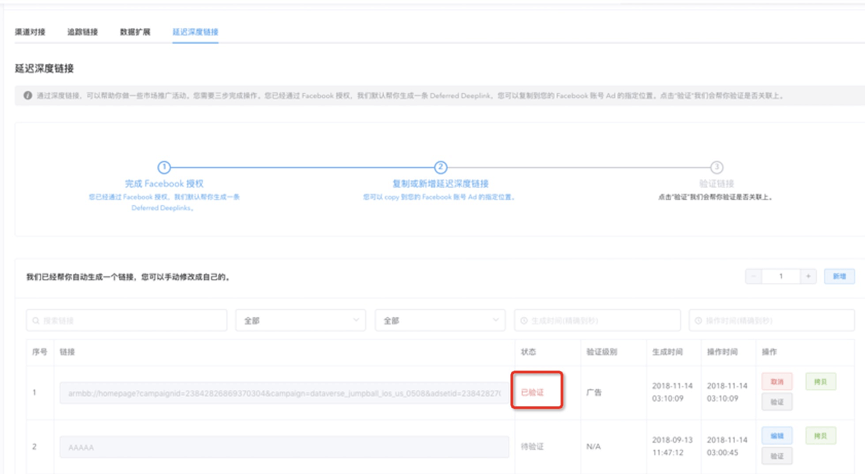 渠道对接 追踪链接 数据扩展 延迟深度链接
延迟深度链接
通过深度链接，可以帮助你做一些市场推广活动。您需要三步完成操作。您已经通过 Facebook 授权，我们默认帮你生成一条 Deferred Deeplink，您可以复制到您的 Facebook 账号 Ad 的指定位置。点击"验证"我们会帮你验证是否关联上。
1 2 3
完成 Facebook 授权 复制或新增延迟深度链接 验证链接
您已经通过 Facebook 授权，我们默认帮你生成一条 您可以 copy 到您的 Facebook 账号 Ad 的指定位置。 点击"验证"我们会帮你验证是否关联上。
Deferred Deeplinks。
我们已经帮你自动生成一个链接，您可以手动修改成自己的。 - 1 + 新增
搜索链接 全部 全部 生成时间(精确到秒) 操作时间(精确到秒)
序号 链接 状态 验证级别 生成时间 操作时间 操作
1 armbb://homepage?campaignid=23842826869370304&campaign=dataverse_jumpball_ios_us_0508&adsetid=238428270 已验证 广告 2018-11-14 2018-11-14 取消 拷贝
03:10:09 03:10:09 验证
2 AAAAA 待验证 N/A 2018-09-13 2018-11-14 编辑 拷贝
11:47:12 03:00:45 验证